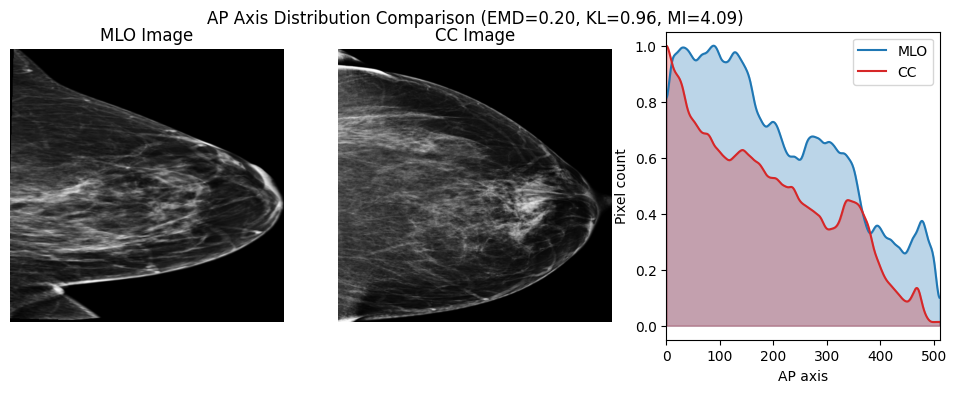 AP Axis Distribution Comparison (EMD=0.20, KL=0.96, MI=4.09)
MLO Image
CC Image
MLO
CC
Pixel count
1.0
0.8
0.6
0.4
0.2
0.0
0 100 200 300 400 500
AP axis